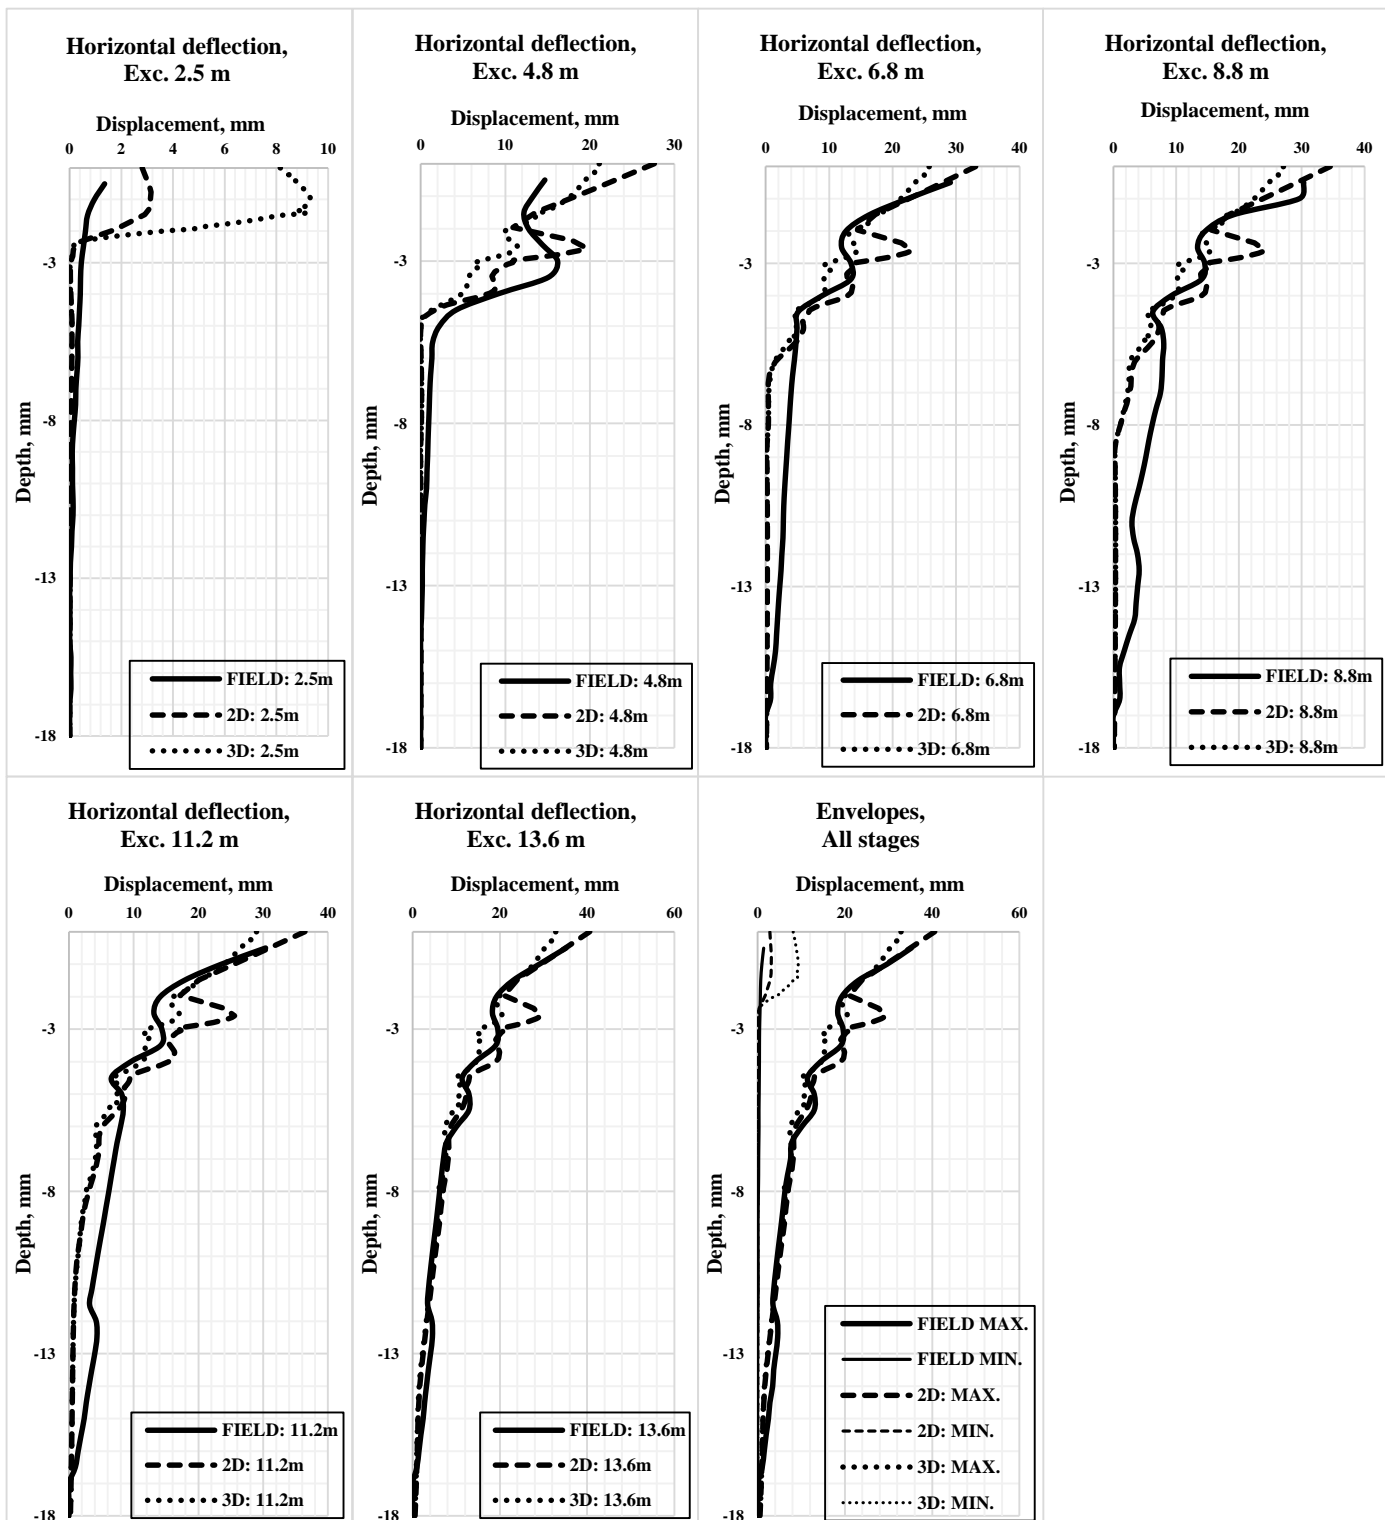 Horizontal deflection,
Exc. 2.5 m
Displacement, mm
0 2 4 6 8 10
-3
-8
-13
-18
Depth, mm
FIELD: 2.5m
2D: 2.5m
3D: 2.5m
Horizontal deflection,
Exc. 4.8 m
Displacement, mm
0 10 20 30
-3
-8
-13
-18
Depth, mm
FIELD: 4.8m
2D: 4.8m
3D: 4.8m
Horizontal deflection,
Exc. 6.8 m
Displacement, mm
0 10 20 30 40
-3
-8
-13
-18
Depth, mm
FIELD: 6.8m
2D: 6.8m
3D: 6.8m
Horizontal deflection,
Exc. 8.8 m
Displacement, mm
0 10 20 30 40
-3
-8
-13
-18
Depth, mm
FIELD: 8.8m
2D: 8.8m
3D: 8.8m
Horizontal deflection,
Exc. 11.2 m
Displacement, mm
0 10 20 30 40
-3
-8
-13
-18
Depth, mm
FIELD: 11.2m
2D: 11.2m
3D: 11.2m
Horizontal deflection,
Exc. 13.6 m
Displacement, mm
0 20 40 60
-3
-8
-13
-18
Depth, mm
FIELD: 13.6m
2D: 13.6m
3D: 13.6m
Envelopes,
All stages
Displacement, mm
0 20 40 60
-3
-8
-13
-18
Depth, mm
FIELD MAX.
FIELD MIN.
2D: MAX.
2D: MIN.
3D: MAX.
3D: MIN.